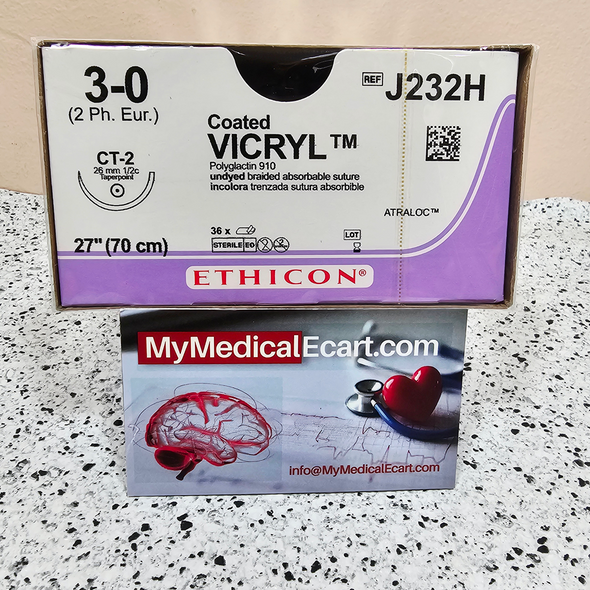 3-0
(2 Ph. Eur.)
REF J232H
Coated
VICRYL™
Polyglactin 910
undyed braided absorbable suture
incolora trenzada sutura absorbible
CT-2
26 mm 1/2c
Taperpoint
ATRALOC™
36 x
STERILE EO
LOT
27" (70 cm)
ETHICON®
MyMedicalEcart.com
info@MyMedicalEcart.com